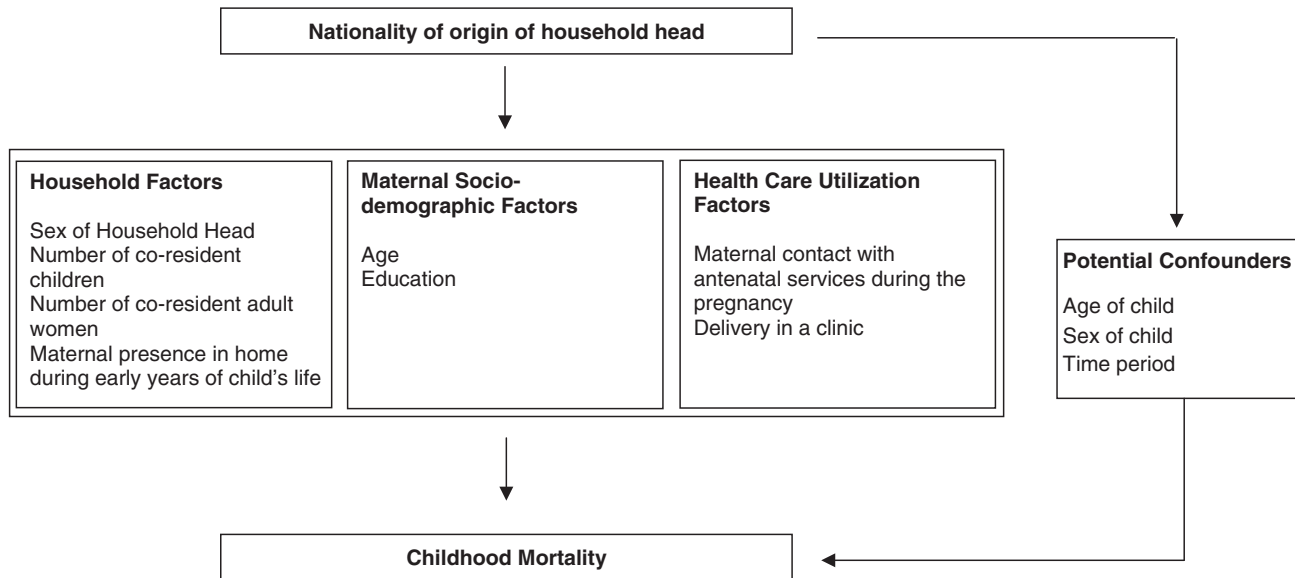 Nationality of origin of household head
Household Factors
Sex of Household Head
Number of co-resident
children
Number of co-resident adult
women
Maternal presence in home
during early years of child's life
Maternal Socio-
demographic Factors
Age
Education
Health Care Utilization
Factors
Maternal contact with
antenatal services during the
pregnancy
Delivery in a clinic
Potential Confounders
Age of child
Sex of child
Time period
Childhood Mortality